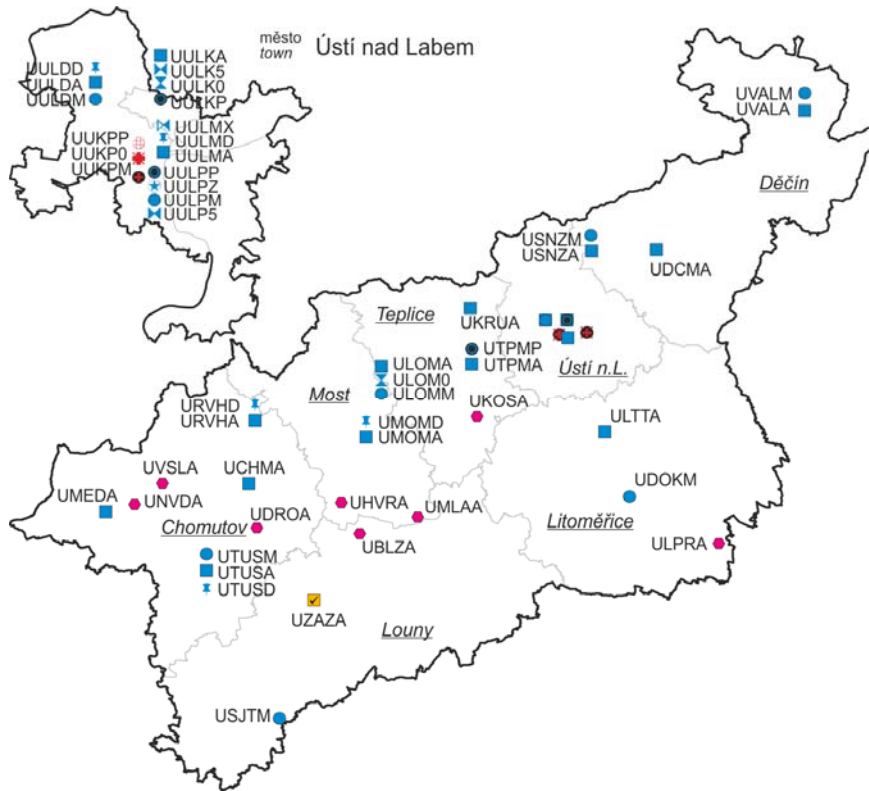 město
town
Ústí nad Labem
UULKA
UULK5
UULK0
UULKP
UULDD
UULDA
UULDM
UULMX
UULMD
UULMA
UUKPP
UUKP0
UUKPM
UULPP
UULPZ
UULPM
UULP5
UVALM
UVALA
Děčín
USNZM
USNZA
UDCMA
Teplice
UKRUA
UTPMP
UTPMA
Ústí n.L.
ULOMA
ULOM0
ULOMM
Most
URVHD
URVHA
UMOMD
UMOMA
UKOSA
ULTTA
UVSLA
UCHMA
UMEDA
UNVDA
UDOKM
UHVRA
UMLAA
UDROA
Chomutov
Litoměřice
UBLZA
ULPRA
UTUSM
UTUSA
UTUSD
UZAZA
Louny
USJTM